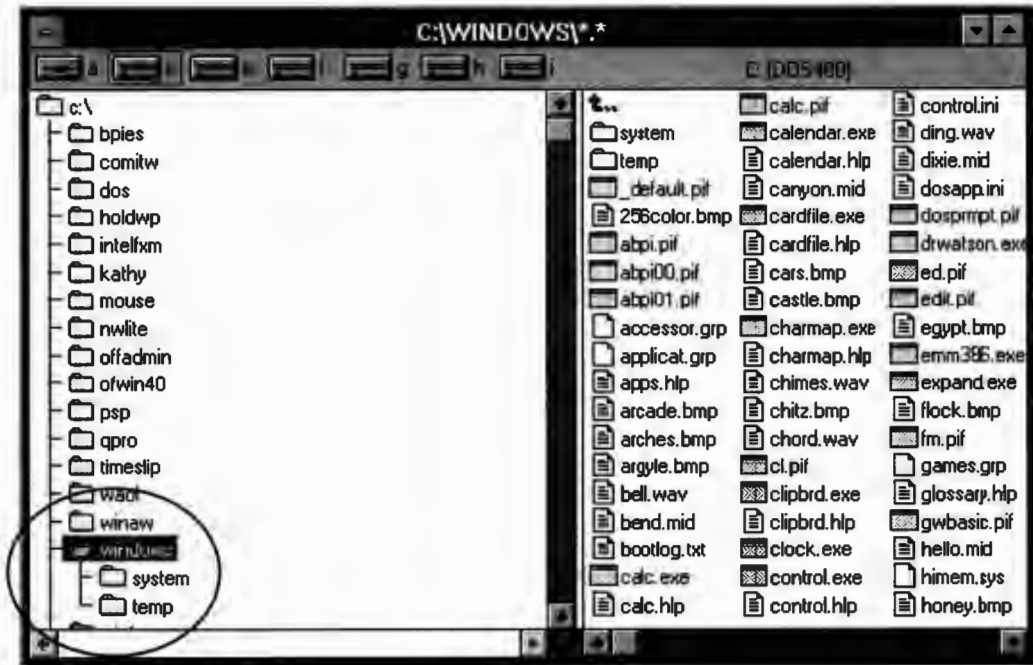 C:\WINDOWS\*.*
a g h i C: [DOS400]
c:\
bpies
comitw
dos
holdwp
intelfxm
kathy
mouse
nwlite
offadmin
ofwin40
psp
qpro
timeslip
waol
winaw
windows
system
temp
..
system
temp
_default.pif
256color.bmp
abpi.pif
abpi00.pif
abpi01.pif
accessor.grp
applicat.grp
apps.hlp
arcade.bmp
arches.bmp
argyle.bmp
bell.wav
bend.mid
bootlog.txt
calc.exe
calc.hlp
calc.pif
calendar.exe
calendar.hlp
canyon.mid
cardfile.exe
cardfile.hlp
cars.bmp
castle.bmp
charmap.exe
charmap.hlp
chimes.wav
chitz.bmp
chord.wav
cl.pif
clipbrd.exe
clipbrd.hlp
clock.exe
control.exe
control.hlp
control.ini
ding.wav
dixie.mid
dosapp.ini
dosprmpt.pif
drwatson.exe
ed.pif
edit.pif
egypt.bmp
emm386.exe
expand.exe
flock.bmp
fm.pif
games.grp
glossary.hlp
gwbasic.pif
hello.mid
himem.sys
honey.bmp